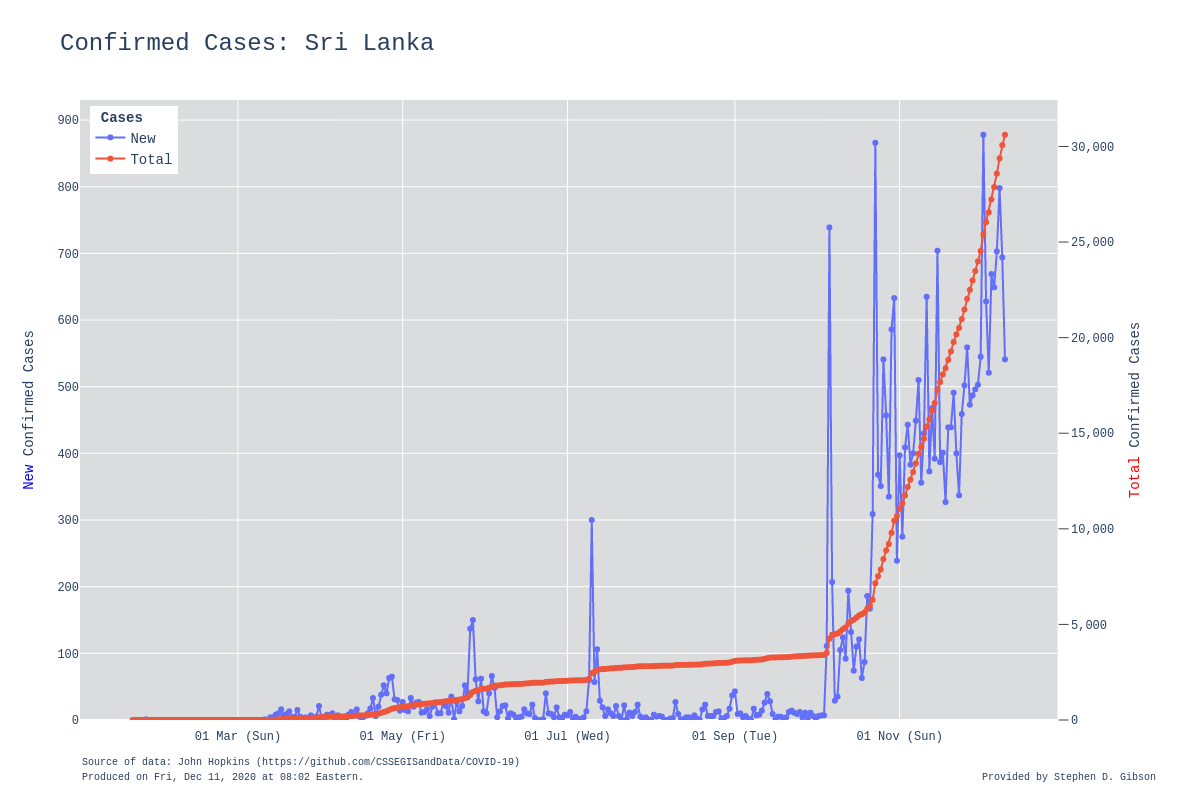 Confirmed Cases: Sri Lanka
Cases
New
Total
900
800
700
600
500
400
300
200
100
0
New Confirmed Cases
30,000
25,000
20,000
15,000
10,000
5,000
0
Total Confirmed Cases
01 Mar (Sun)
01 May (Fri)
01 Jul (Wed)
01 Sep (Tue)
01 Nov (Sun)
Source of data: John Hopkins (https://github.com/CSSEGISandData/COVID-19)
Produced on Fri, Dec 11, 2020 at 08:02 Eastern.
Provided by Stephen D. Gibson